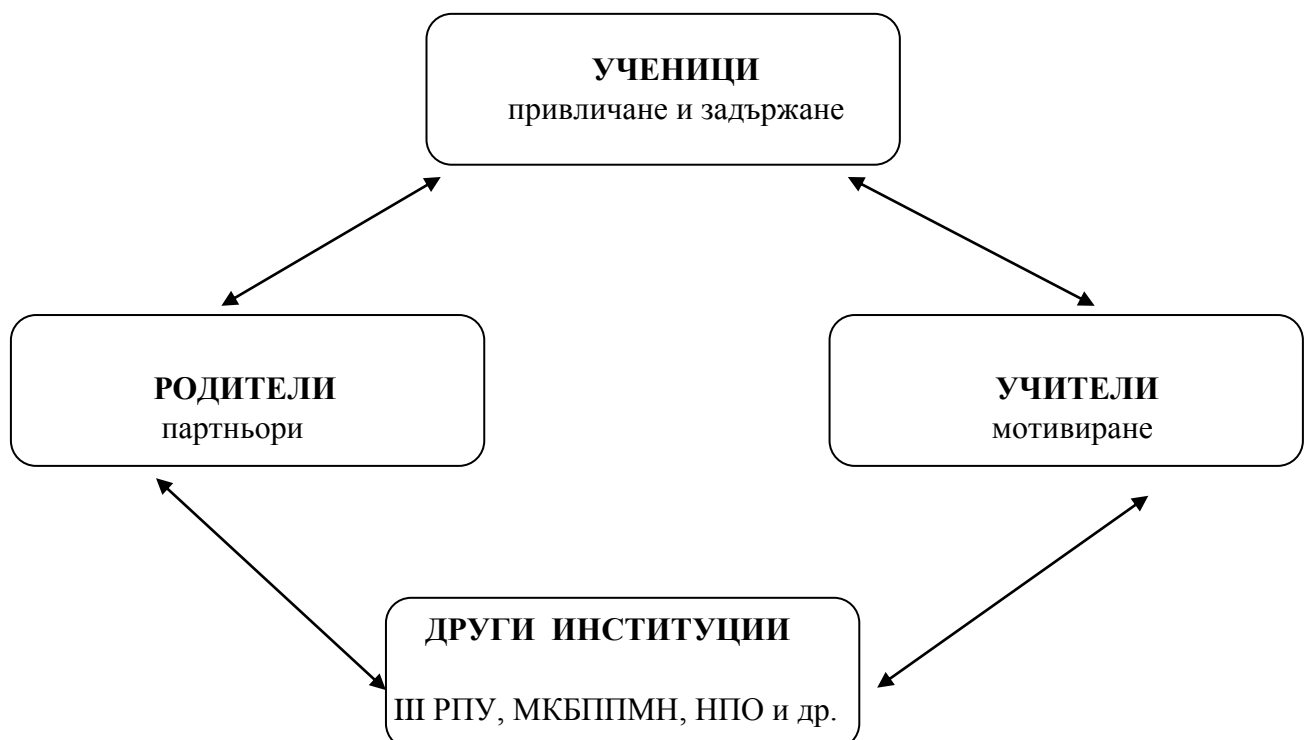 УЧЕНИЦИ
привличане и задържане
РОДИТЕЛИ
партньори
УЧИТЕЛИ
мотивиране
ДРУГИ ИНСТИТУЦИИ
III РПУ, МКБППМН, НПО и др.